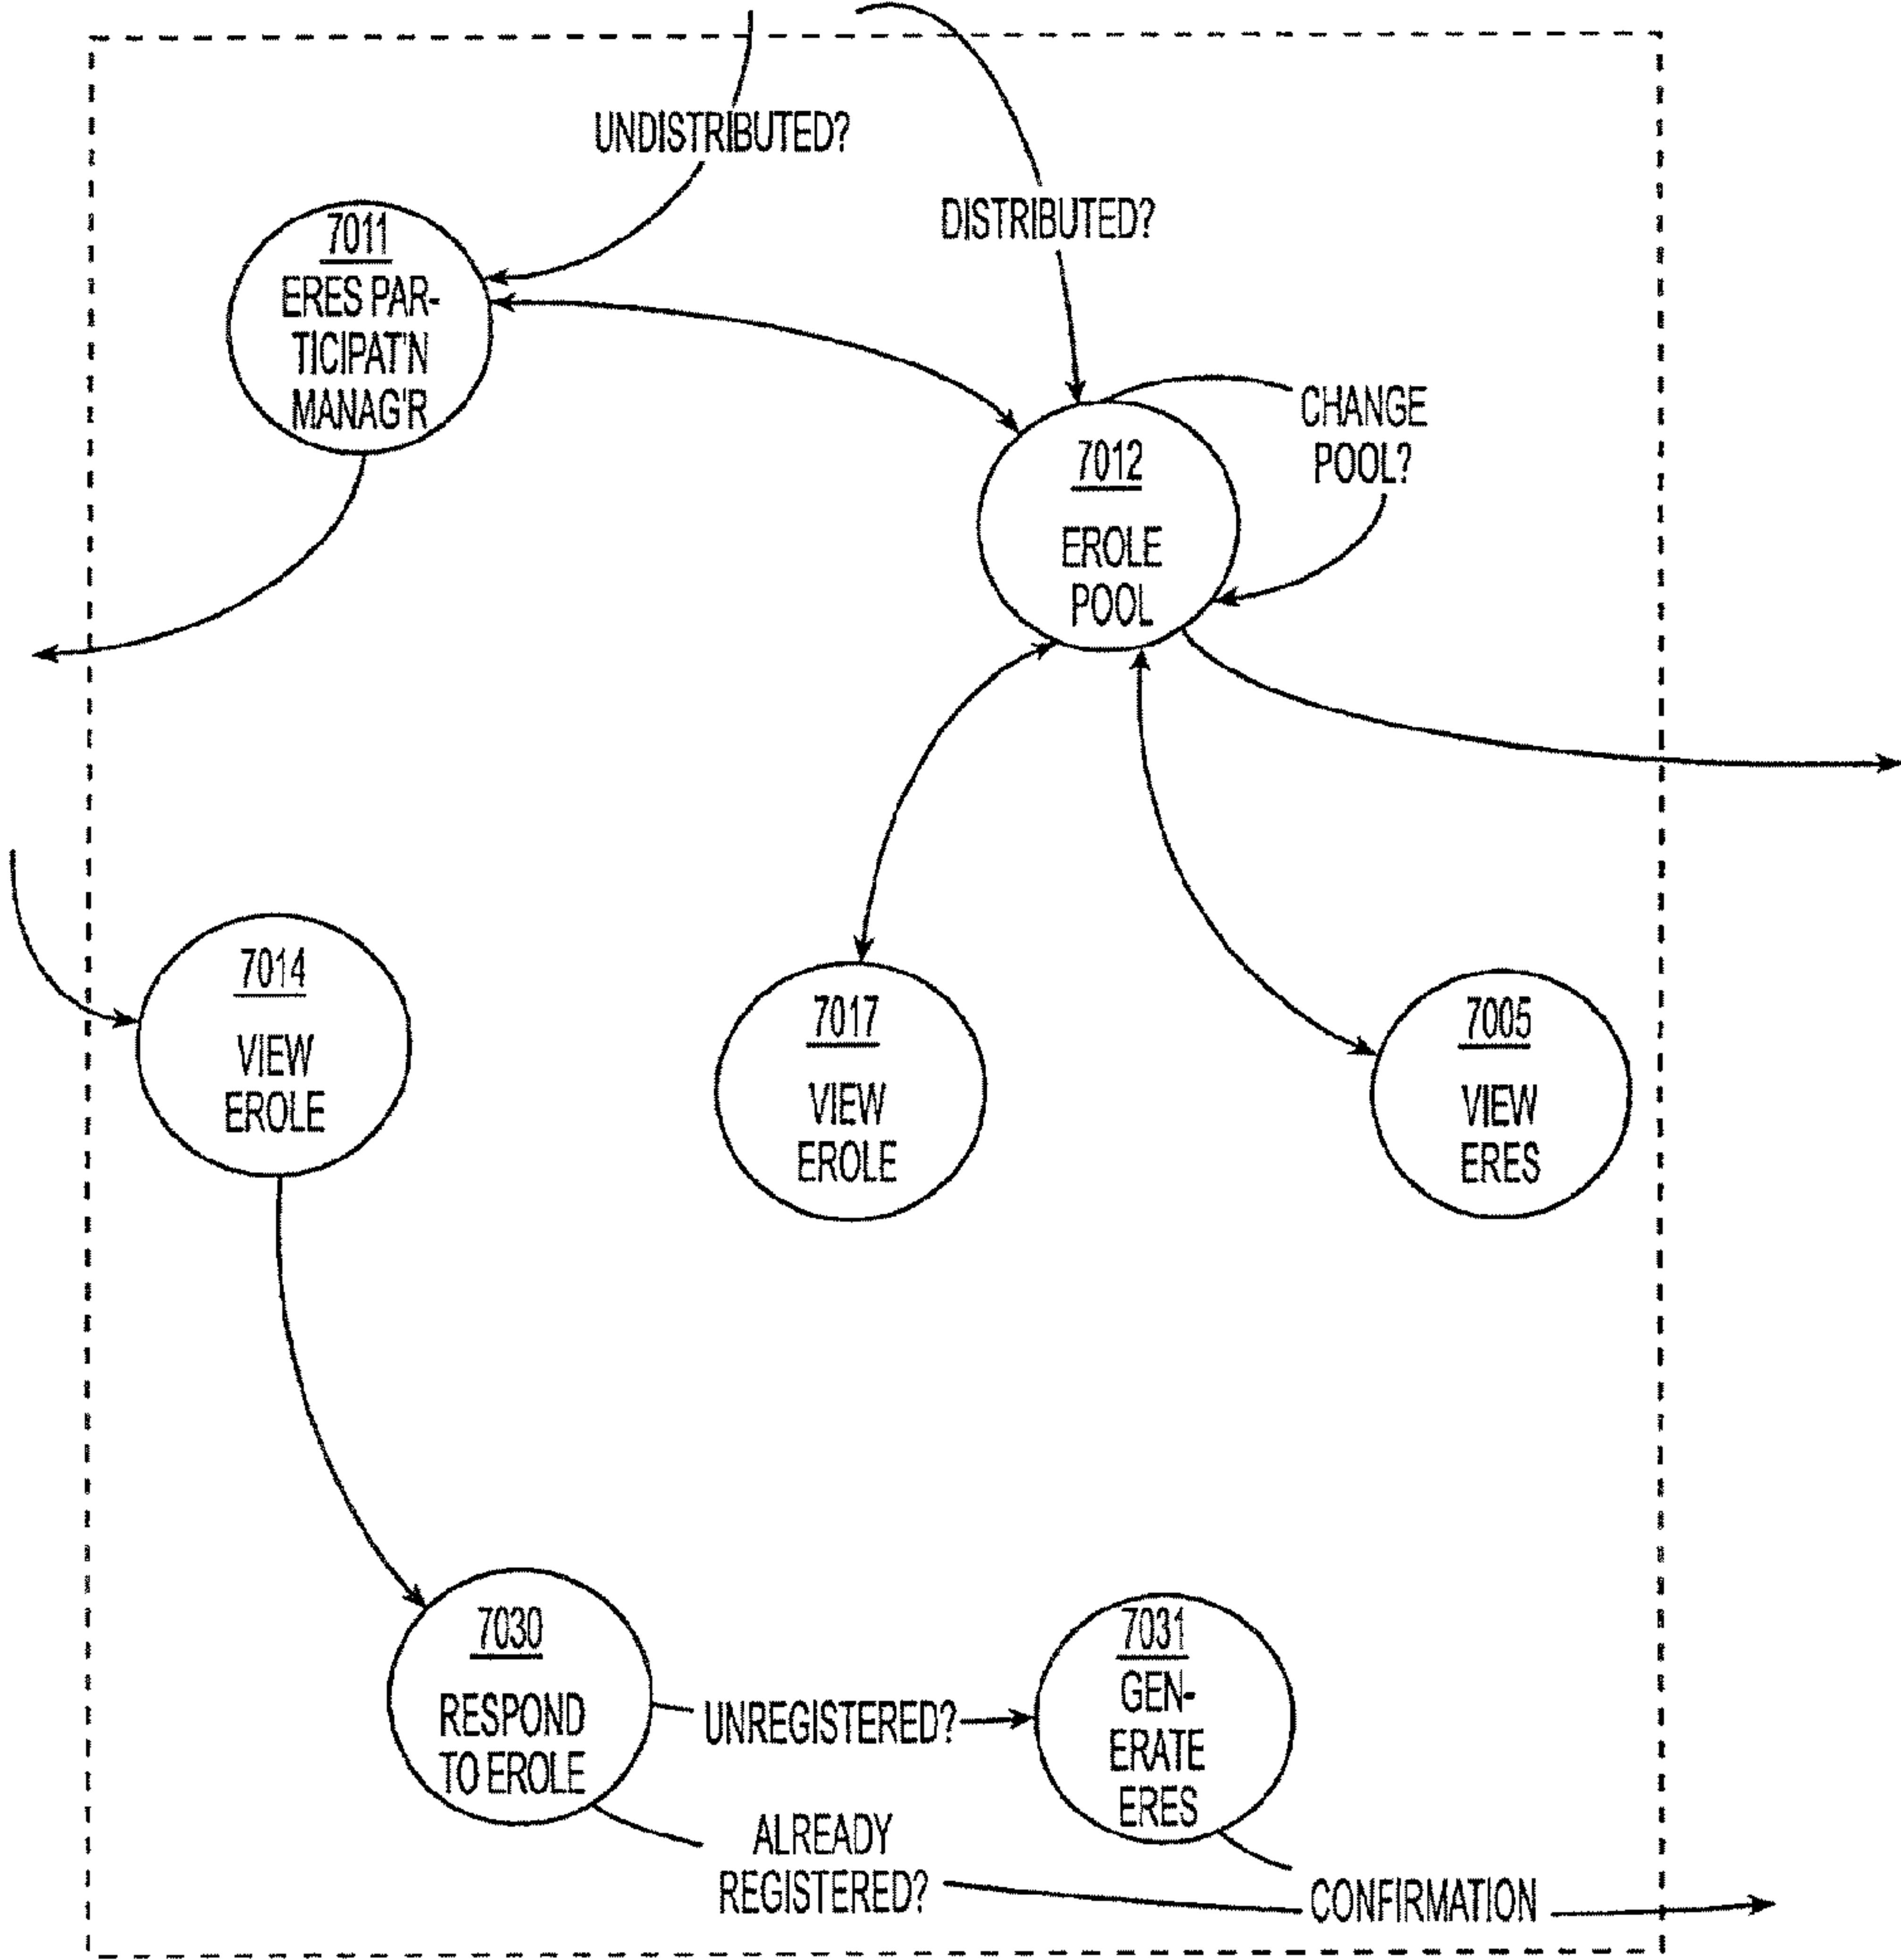 UNDISTRIBUTED?
DISTRIBUTED?
7011
ERES PAR-
TICIPAT'N
MANAG'R
CHANGE
POOL?
7012
EROLE
POOL
7014
VIEW
EROLE
7017
VIEW
EROLE
7005
VIEW
ERES
7030
RESPOND
TO EROLE
UNREGISTERED?
7031
GEN-
ERATE
ERES
ALREADY
REGISTERED?
CONFIRMATION